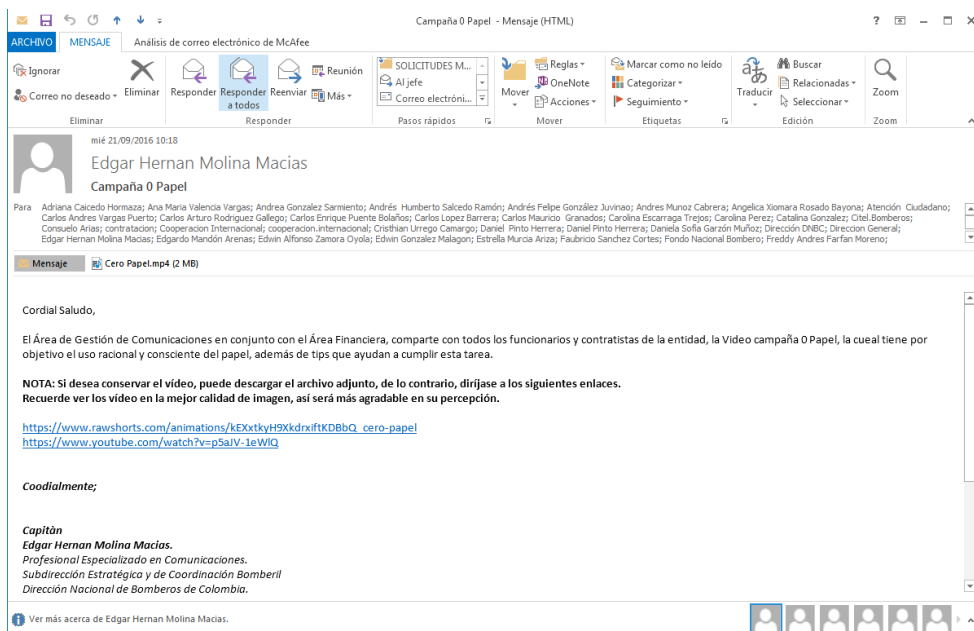 Campaña 0 Papel - Mensaje (HTML)
ARCHIVO MENSAJE Análisis de correo electrónico de McAfee
Ignorar
Correo no deseado
Eliminar
Eliminar
Responder
Responder a todos
Reenviar
Reunión
Más
Responder
SOLICITUDES M...
Al jefe
Correo electróni...
Pasos rápidos
Mover
Reglas
OneNote
Acciones
Mover
Marcar como no leído
Categorizar
Seguimiento
Etiquetas
Traducir
Buscar
Relacionadas
Seleccionar
Edición
Zoom
Zoom
mié 21/09/2016 10:18
Edgar Hernan Molina Macias
Campaña 0 Papel
Para Adriana Caicedo Hormaza; Ana Maria Valencia Vargas; Andrea Gonzalez Sarmiento; Andrés Humberto Salcedo Ramón; Andrés Felipe González Juvinao; Andres Munoz Cabrera; Angelica Xiomara Rosado Bayona; Atención Ciudadano;
Carlos Andres Vargas Puerto; Carlos Arturo Rodriguez Gallego; Carlos Enrique Puente Bolaños; Carlos Lopez Barrera; Carlos Mauricio Granados; Carolina Escarraga Trejos; Carolina Perez; Catalina Gonzalez; Citel.Bomberos;
Consuelo Arias; contratacion; Cooperacion Internacional; cooperacion.internacional; Cristhian Urrego Camargo; Daniel Pinto Herrera; Daniel Pinto Herrera; Daniela Sofia Garzón Muñoz; Dirección DNBC; Direccion General;
Edgar Hernan Molina Macias; Edgardo Mandón Arenas; Edwin Alfonso Zamora Oyola; Edwin Gonzalez Malagon; Estrella Murcia Ariza; Faubricio Sanchez Cortes; Fondo Nacional Bombero; Freddy Andres Farfan Moreno;
Mensaje Cero Papel.mp4 (2 MB)
Cordial Saludo,
El Área de Gestión de Comunicaciones en conjunto con el Área Financiera, comparte con todos los funcionarios y contratistas de la entidad, la Video campaña 0 Papel, la cueal tiene por
objetivo el uso racional y consciente del papel, además de tips que ayudan a cumplir esta tarea.
NOTA: Si desea conservar el vídeo, puede descargar el archivo adjunto, de lo contrario, diríjase a los siguientes enlaces.
Recuerde ver los vídeo en la mejor calidad de imagen, así será más agradable en su percepción.
https://www.rawshorts.com/animations/kEXxtkyH9XkdrxiftKDBbQ_cero-papel
https://www.youtube.com/watch?v=p5aJV-1eWlQ
Coodialmente;
Capitàn
Edgar Hernan Molina Macias.
Profesional Especializado en Comunicaciones.
Subdirección Estratégica y de Coordinación Bomberil
Dirección Nacional de Bomberos de Colombia.
Ver más acerca de Edgar Hernan Molina Macias.